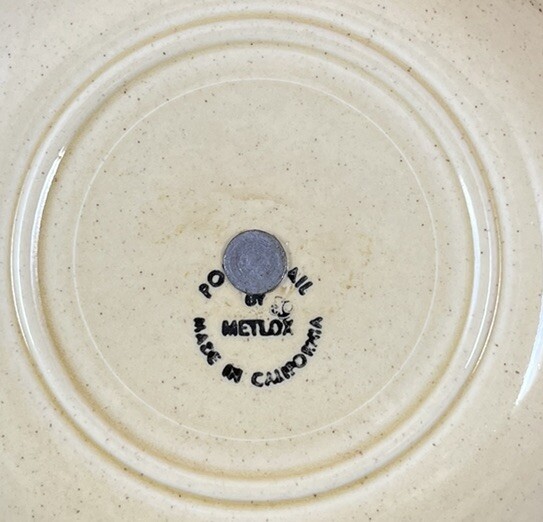 PO AIL
BY
METLOX
MADE IN CALIFORNIA